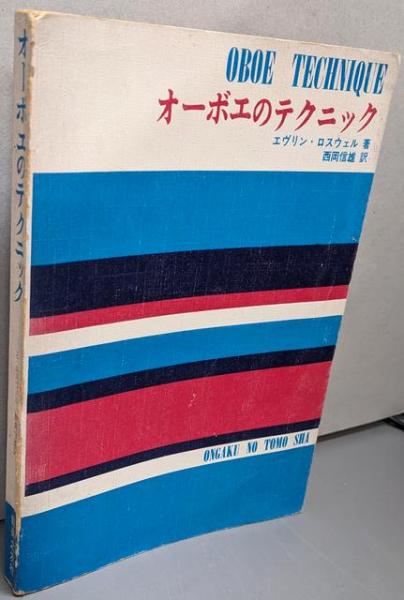 OBOE TECHNIQUE
オーボエのテクニック
エヴリン・ロスウェル 著
西岡信雄 訳
ONGAKU NO TOMO SHA
オーボエのテクニック